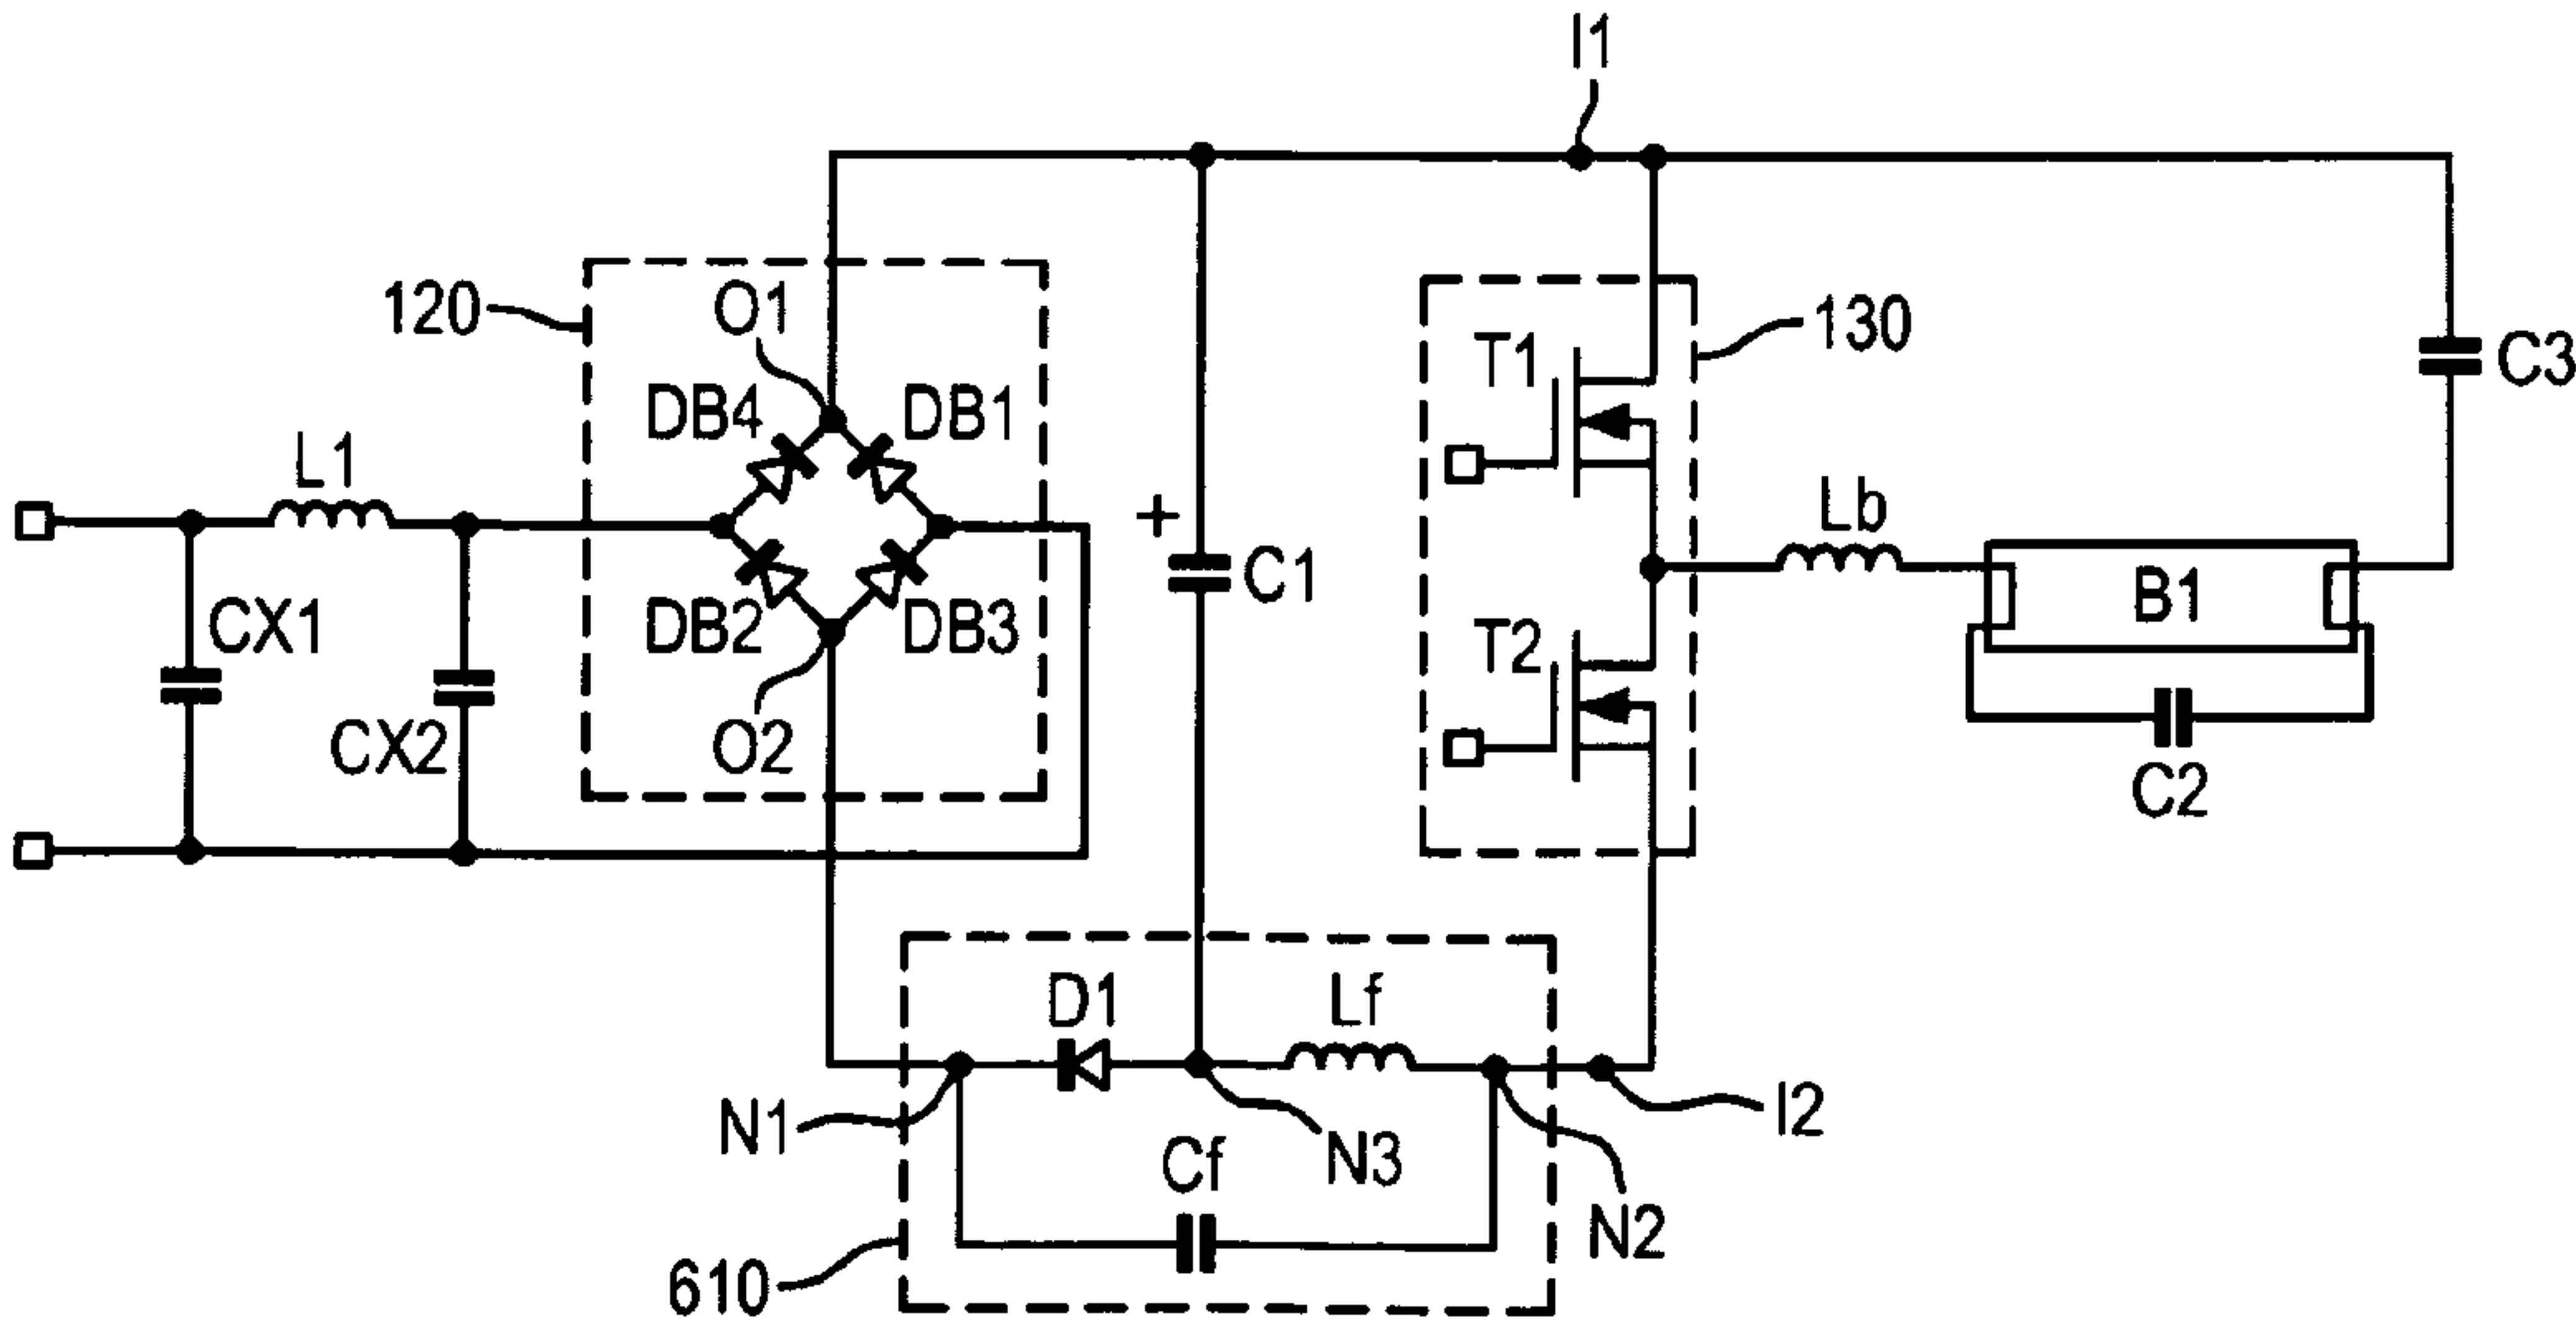 I1
120
O1
130
T1
C3
DB4
DB1
L1
Lb
+
C1
B1
CX1
DB2
DB3
T2
CX2
O2
C2
D1
Lf
N1
I2
Cf
N3
N2
610